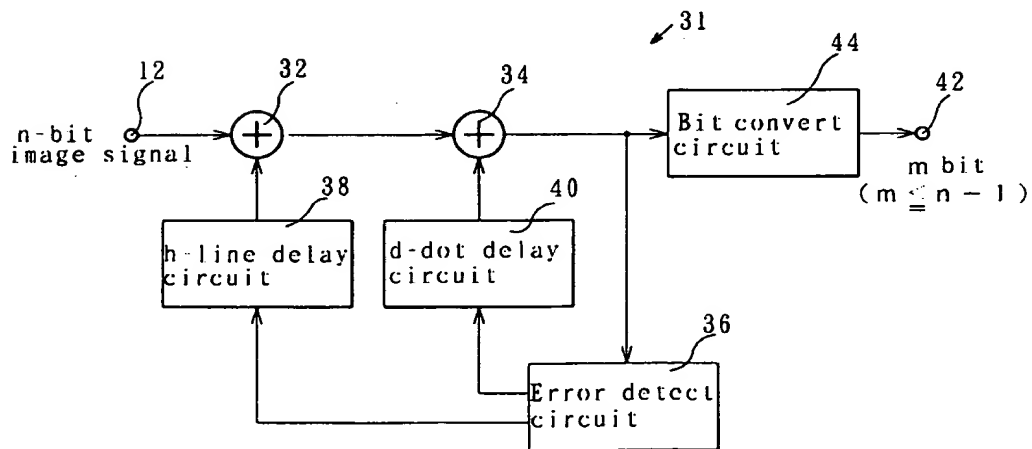 31
12
32
34
44
42
n-bit
image signal
+
+
Bit convert
circuit
m bit
(m ≦ n − 1)
38
40
h-line delay
circuit
d-dot delay
circuit
36
Error detect
circuit